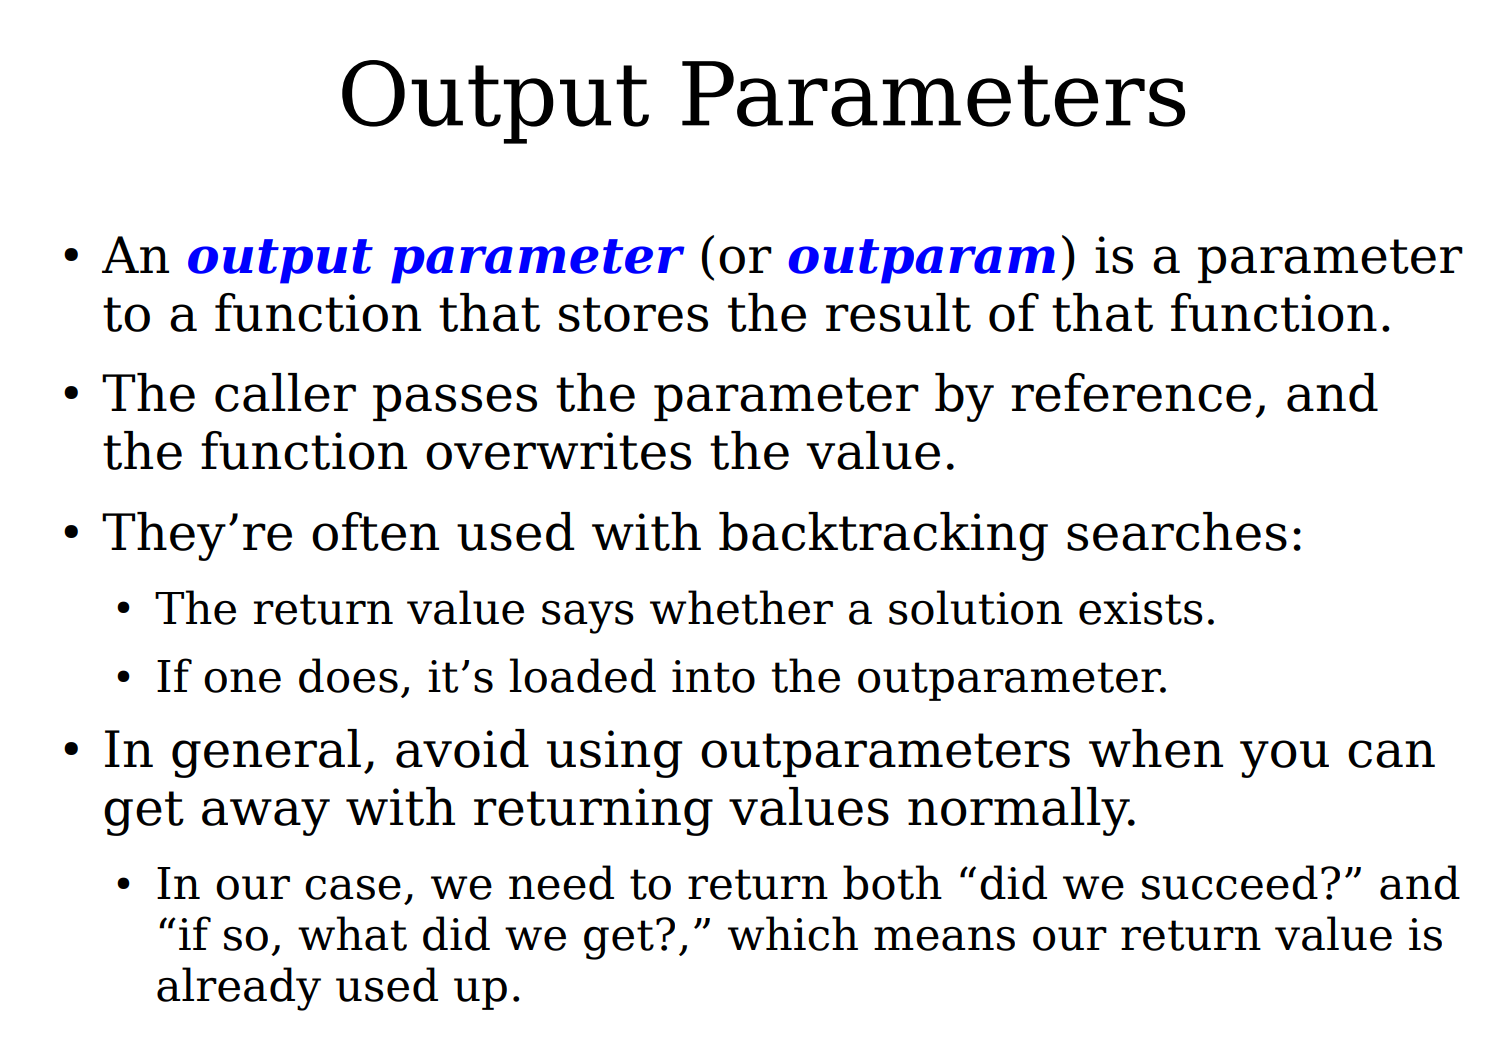 Output Parameters
• An output parameter (or outparam) is a parameter
to a function that stores the result of that function.
• The caller passes the parameter by reference, and
the function overwrites the value.
• They’re often used with backtracking searches:
• The return value says whether a solution exists.
• If one does, it’s loaded into the outparameter.
• In general, avoid using outparameters when you can
get away with returning values normally.
• In our case, we need to return both “did we succeed?” and
“if so, what did we get?,” which means our return value is
already used up.